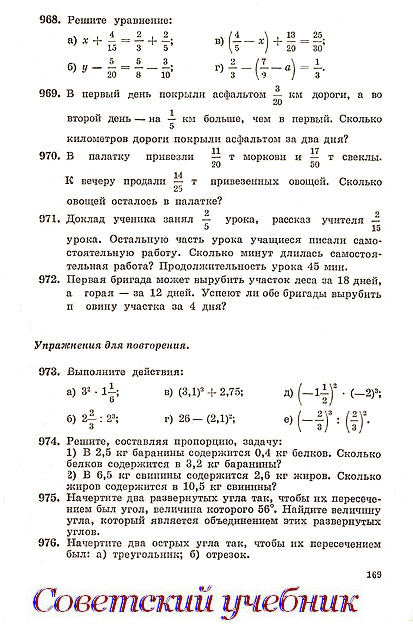 968. Решите уравнение:
а) x + 4/15 = 2/3 + 2/5; в) (4/5 − x) + 13/20 = 25/30;
б) y − 5/20 = 5/8 − 3/10; г) 2/3 − (7/9 − a) = 1/3.
969. В первый день покрыли асфальтом 3/20 км дороги, а во
второй день — на 1/5 км больше, чем в первый. Сколько
километров дороги покрыли асфальтом за два дня?
970. В палатку привезли 11/20 т моркови и 17/50 т свеклы.
К вечеру продали 14/25 т привезенных овощей. Сколько
овощей осталось в палатке?
971. Доклад ученика занял 2/5 урока, рассказ учителя 2/15
урока. Остальную часть урока учащиеся писали само-
стоятельную работу. Сколько минут длилась самостоя-
тельная работа? Продолжительность урока 45 мин.
972. Первая бригада может вырубить участок леса за 18 дней,
а горая — за 12 дней. Успеют ли обе бригады вырубить
п овину участка за 4 дня?
Упражнения для повторения.
973. Выполните действия:
а) 3² · 1 1/6; в) (3,1)² + 2,75; д) (−1 1/2)² · (−2)³;
б) 2 2/3 : 2³; г) 26 — (2,1)²; е) (−2/3)³ : (2/3)².
974. Решите, составляя пропорцию, задачу:
1) В 2,5 кг баранины содержится 0,4 кг белков. Сколько
белков содержится в 3,2 кг баранины?
2) В 6,5 кг свинины содержится 2,6 кг жиров. Сколько
жиров содержится в 10,5 кг свинины?
975. Начертите два развернутых угла так, чтобы их пересече-
нием был угол, величина которого 56°. Найдите величину
угла, который является объединением этих развернутых
углов.
976. Начертите два острых угла так, чтобы их пересечением
был: а) треугольник; б) отрезок.
169
Советский учебник